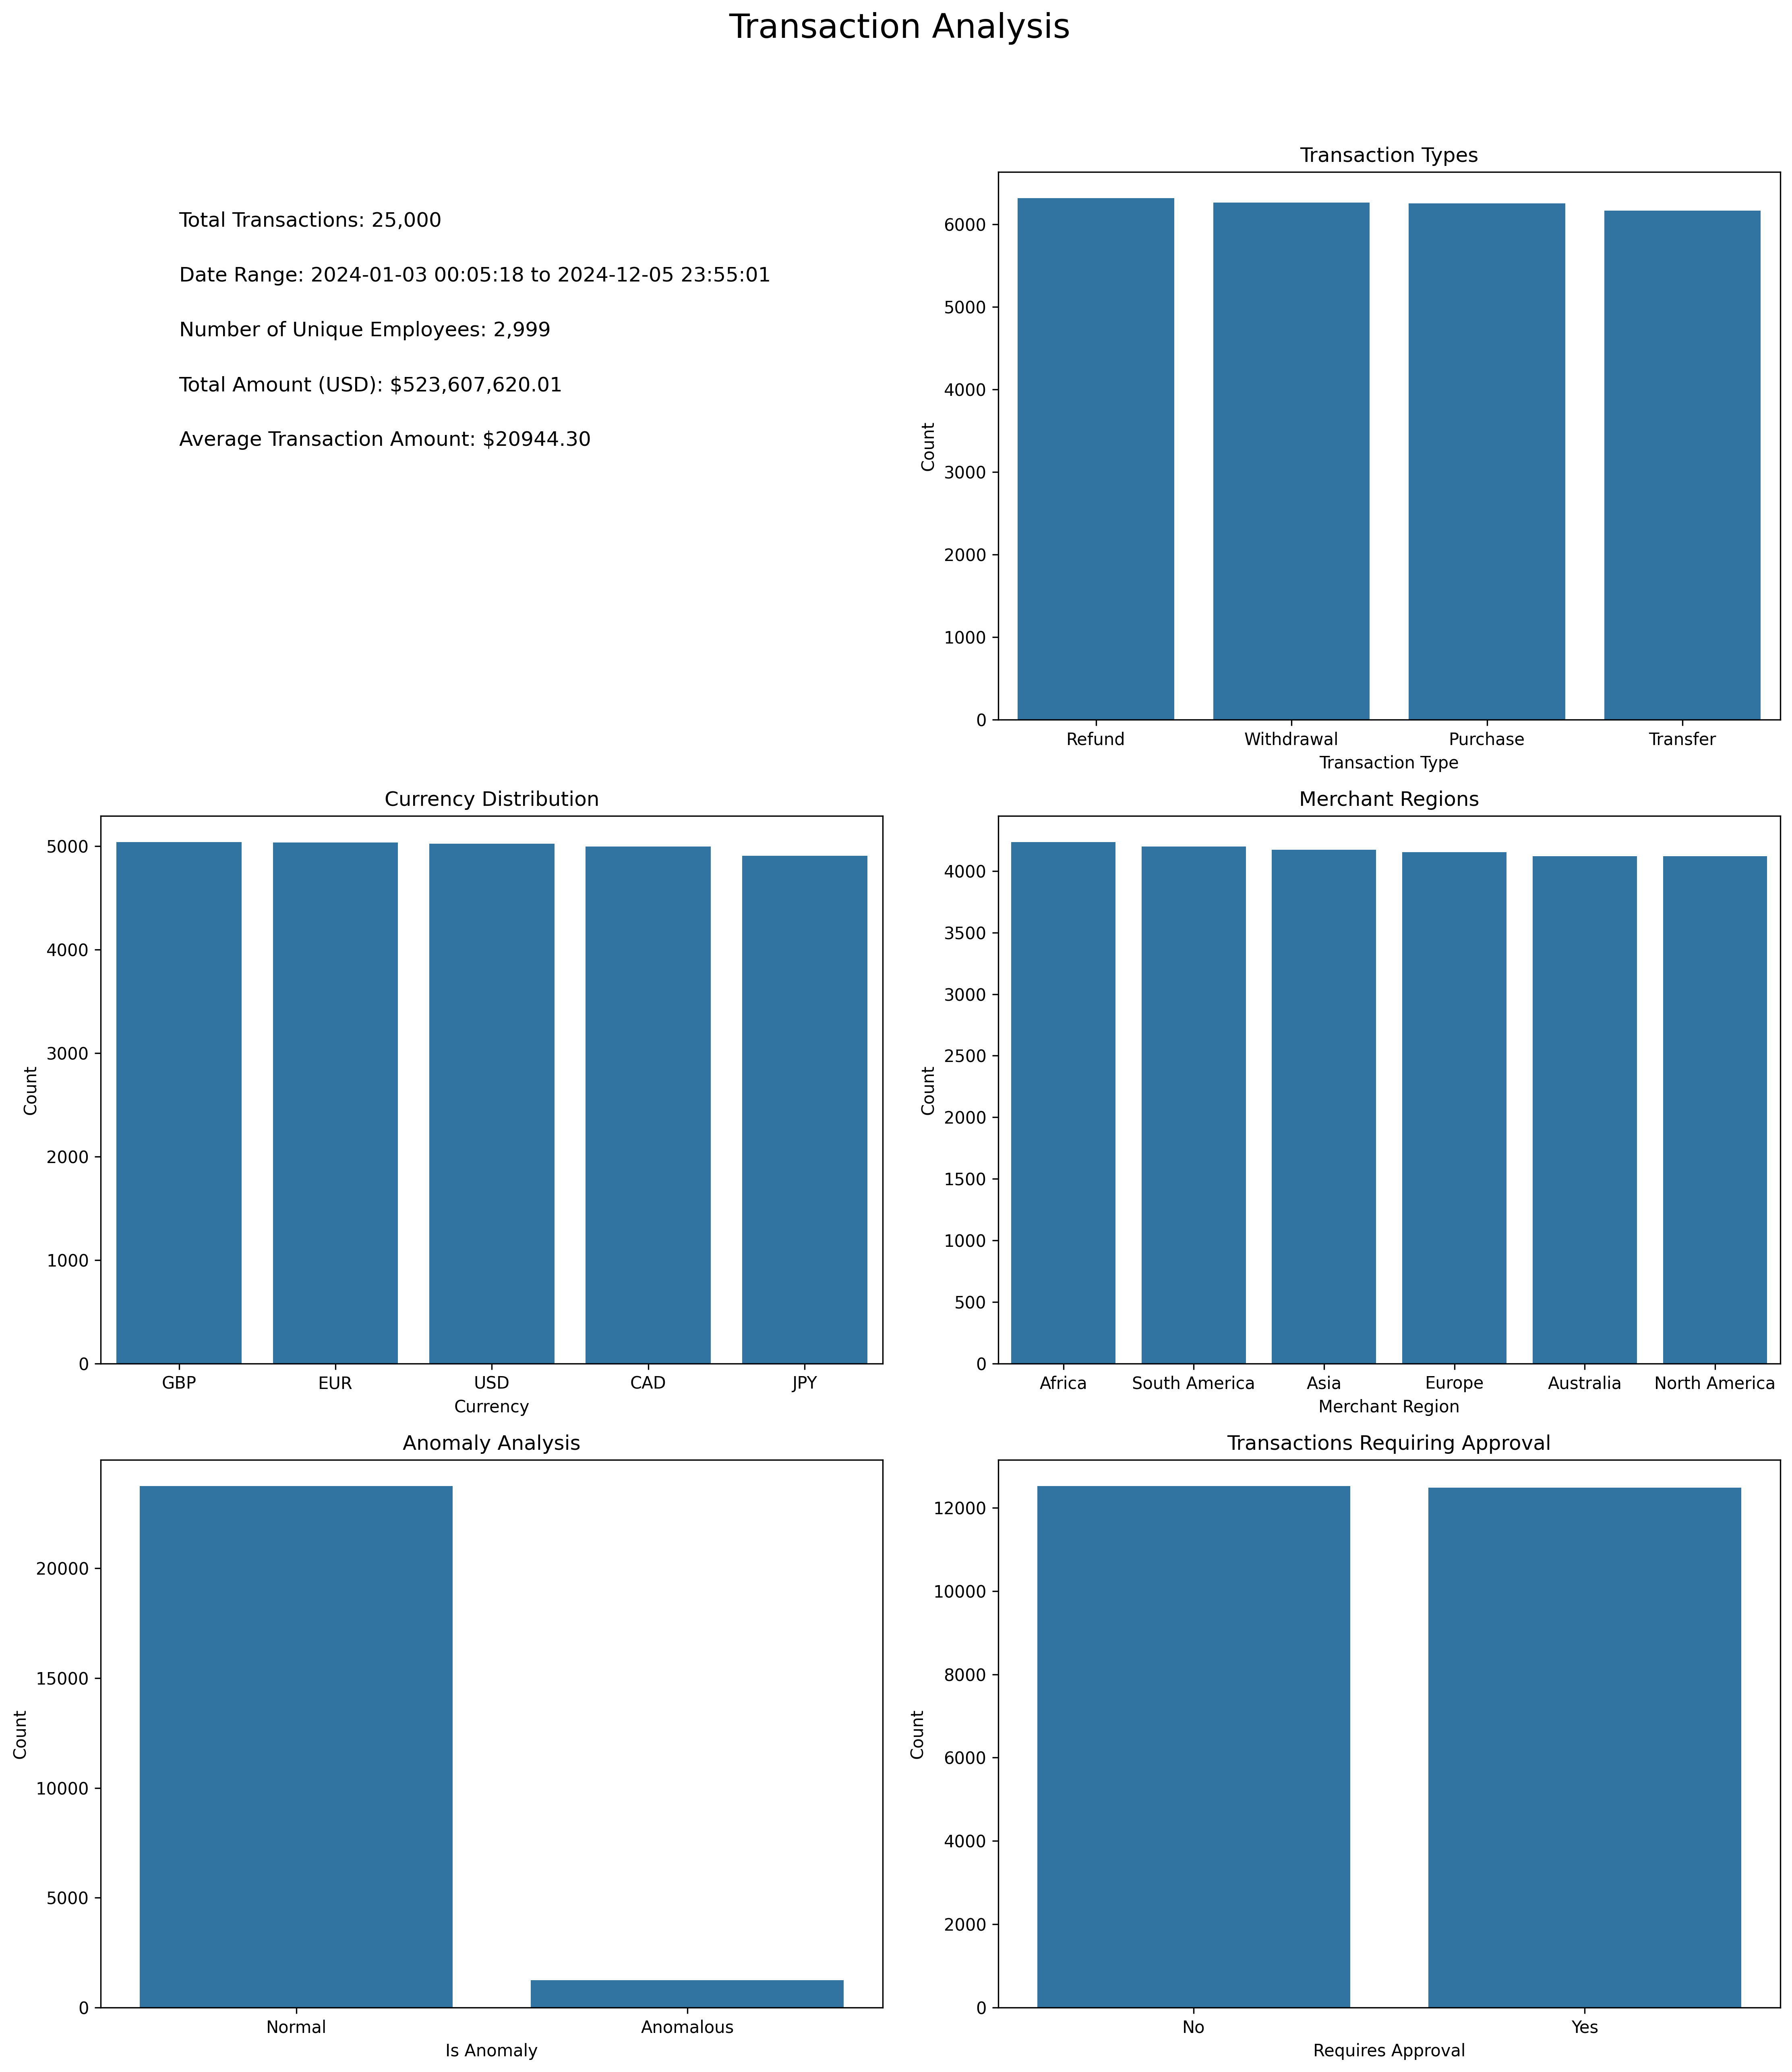 Transaction Analysis
Total Transactions: 25,000
Date Range: 2024-01-03 00:05:18 to 2024-12-05 23:55:01
Number of Unique Employees: 2,999
Total Amount (USD): $523,607,620.01
Average Transaction Amount: $20944.30
Transaction Types
6000
5000
4000
3000
2000
1000
0
Count
Refund Withdrawal Purchase Transfer
Transaction Type
Currency Distribution
5000
4000
3000
2000
1000
0
Count
GBP EUR USD CAD JPY
Currency
Merchant Regions
4000
3500
3000
2500
2000
1500
1000
500
0
Count
Africa South America Asia Europe Australia North America
Merchant Region
Anomaly Analysis
20000
15000
10000
5000
0
Count
Normal Anomalous
Is Anomaly
Transactions Requiring Approval
12000
10000
8000
6000
4000
2000
0
Count
No Yes
Requires Approval